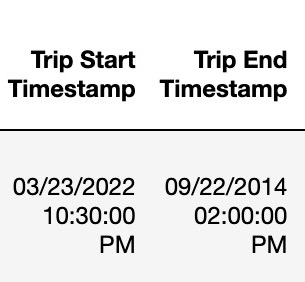 Trip Start Timestamp
Trip End Timestamp
03/23/2022 10:30:00 PM
09/22/2014 02:00:00 PM